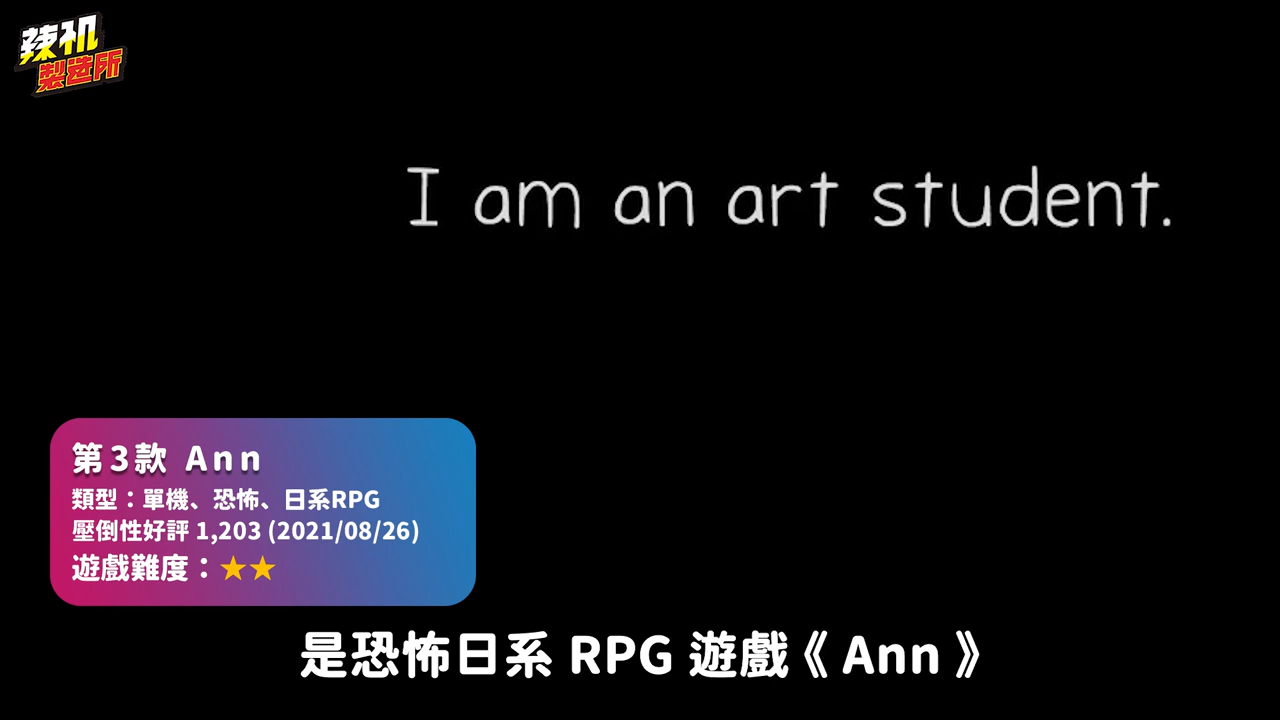 辣机
製造所
I am an art student.
第3款 Ann
類型：單機、恐怖、日系RPG
壓倒性好評 1,203 (2021/08/26)
遊戲難度：★★
是恐怖日系 RPG 遊戲《 Ann 》